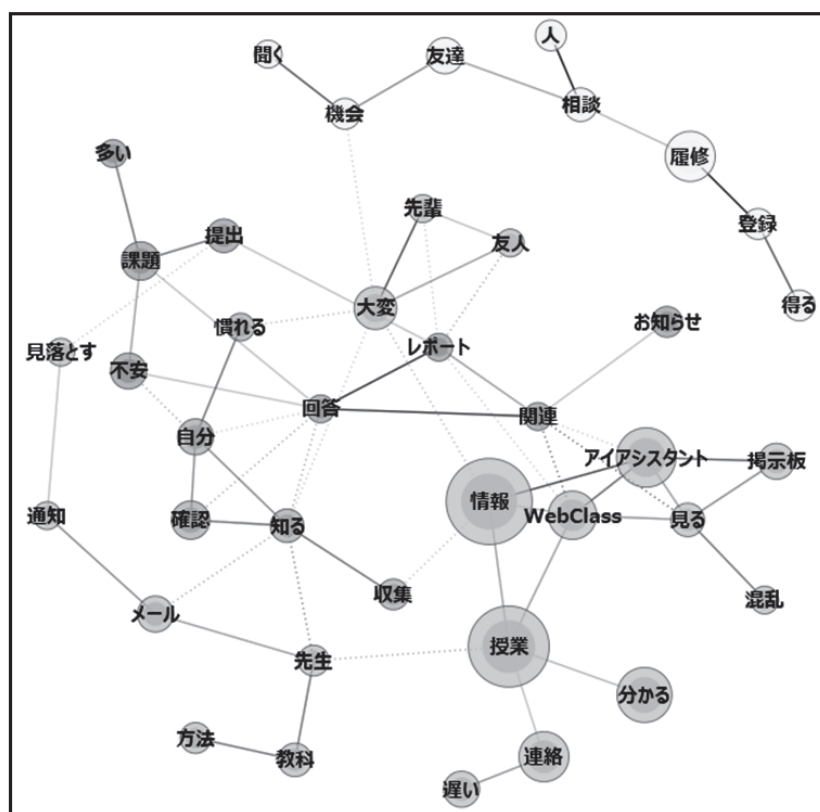 人
聞く
友達
相談
機会
多い
履修
先輩
登録
提出
友人
課題
得る
大変
お知らせ
慣れる
レポート
見落とす
不安
回答
関連
自分
アイアシスタント
掲示板
情報
通知
確認
知る
WebClass
見る
収集
混乱
メール
授業
先生
分かる
方法
教科
連絡
遅い